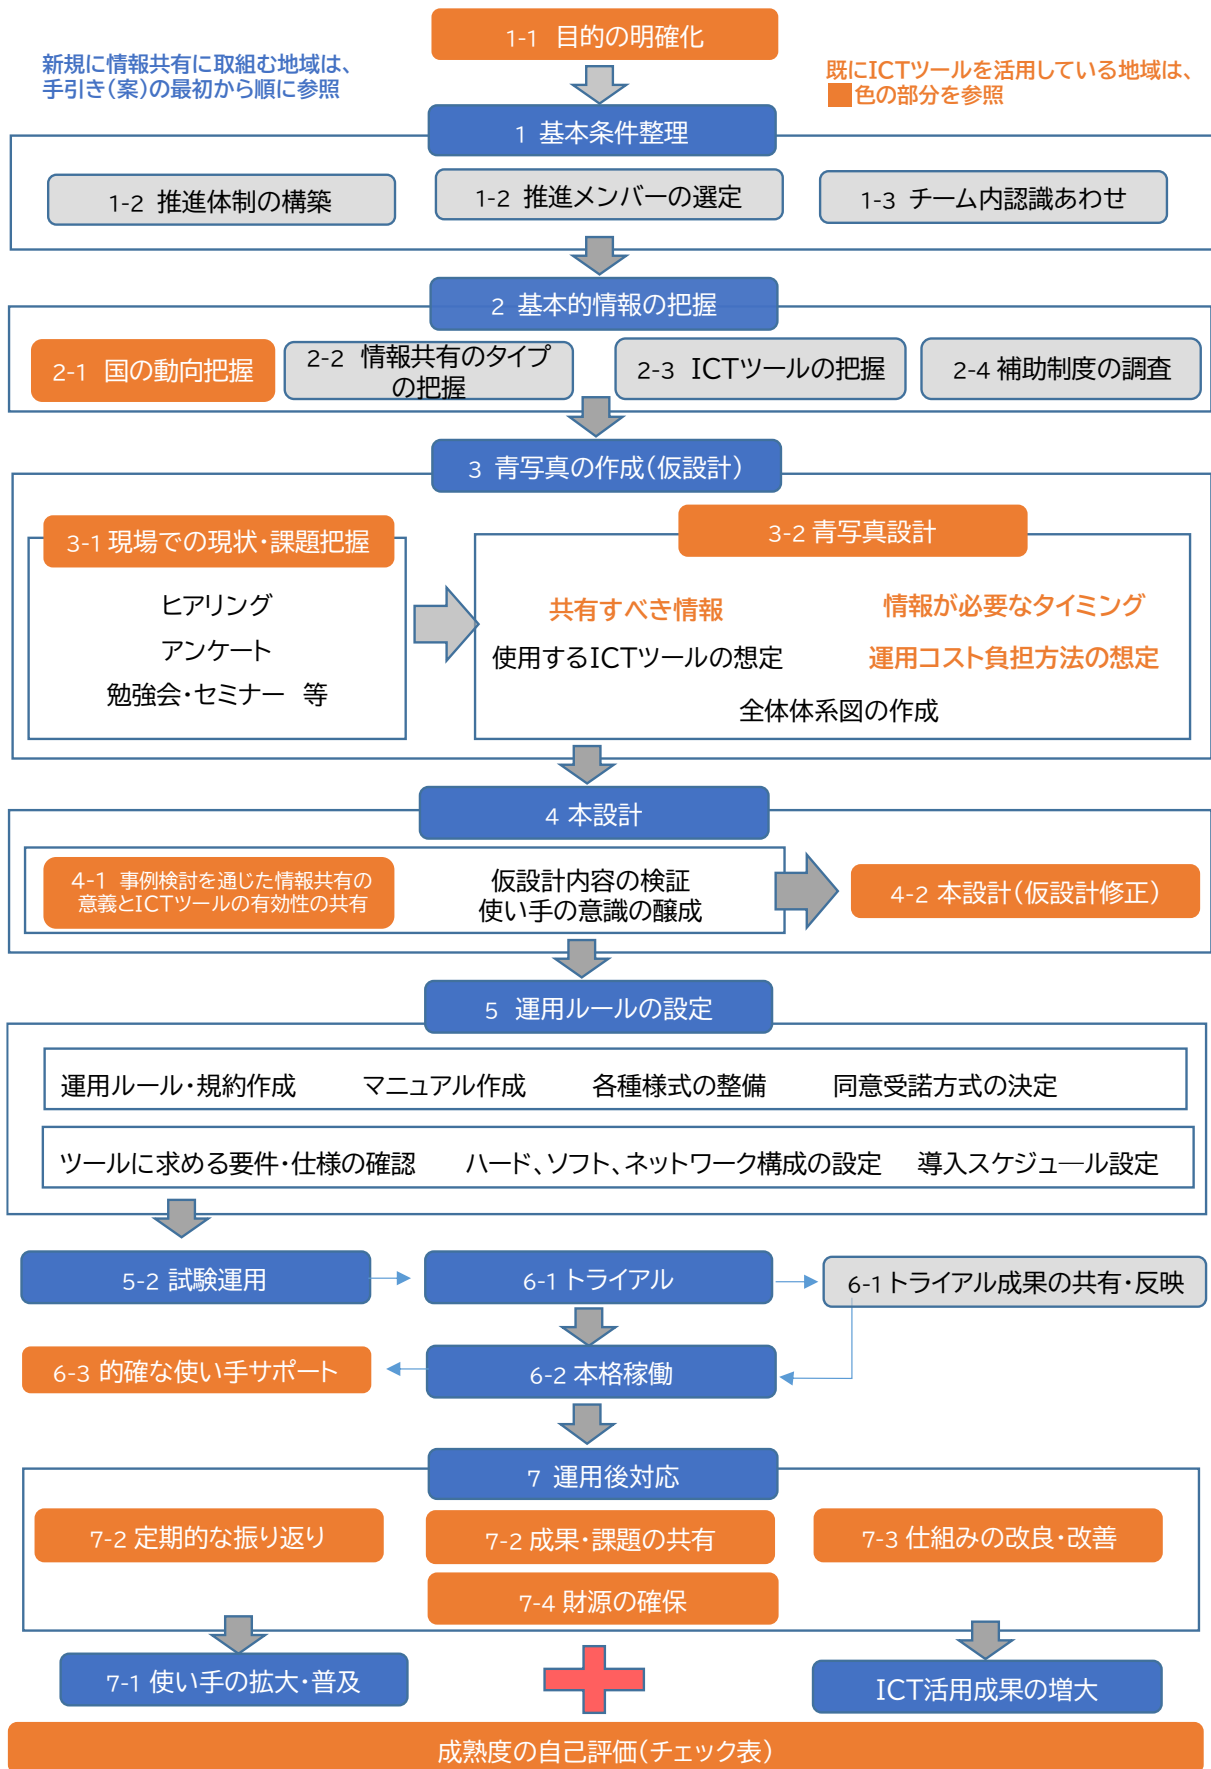 1-1 目的の明確化
新規に情報共有に取組む地域は、
手引き(案)の最初から順に参照
既にICTツールを活用している地域は、
色の部分を参照
1 基本条件整理
1-2 推進体制の構築
1-2 推進メンバーの選定
1-3 チーム内認識あわせ
2 基本的情報の把握
2-1 国の動向把握
2-2 情報共有のタイプ
の把握
2-3 ICTツールの把握
2-4 補助制度の調査
3 青写真の作成(仮設計)
3-1 現場での現状・課題把握
ヒアリング
アンケート
勉強会・セミナー 等
3-2 青写真設計
共有すべき情報
情報が必要なタイミング
使用するICTツールの想定
運用コスト負担方法の想定
全体体系図の作成
4 本設計
4-1 事例検討を通じた情報共有の
意義とICTツールの有効性の共有
仮設計内容の検証
使い手の意識の醸成
4-2 本設計(仮設計修正)
5 運用ルールの設定
運用ルール・規約作成 マニュアル作成 各種様式の整備 同意受諾方式の決定
ツールに求める要件・仕様の確認 ハード、ソフト、ネットワーク構成の設定 導入スケジュ―ル設定
5-2 試験運用
6-1 トライアル
6-1 トライアル成果の共有・反映
6-3 的確な使い手サポート
6-2 本格稼働
7 運用後対応
7-2 定期的な振り返り
7-2 成果・課題の共有
7-3 仕組みの改良・改善
7-4 財源の確保
7-1 使い手の拡大・普及
ICT活用成果の増大
成熟度の自己評価(チェック表)